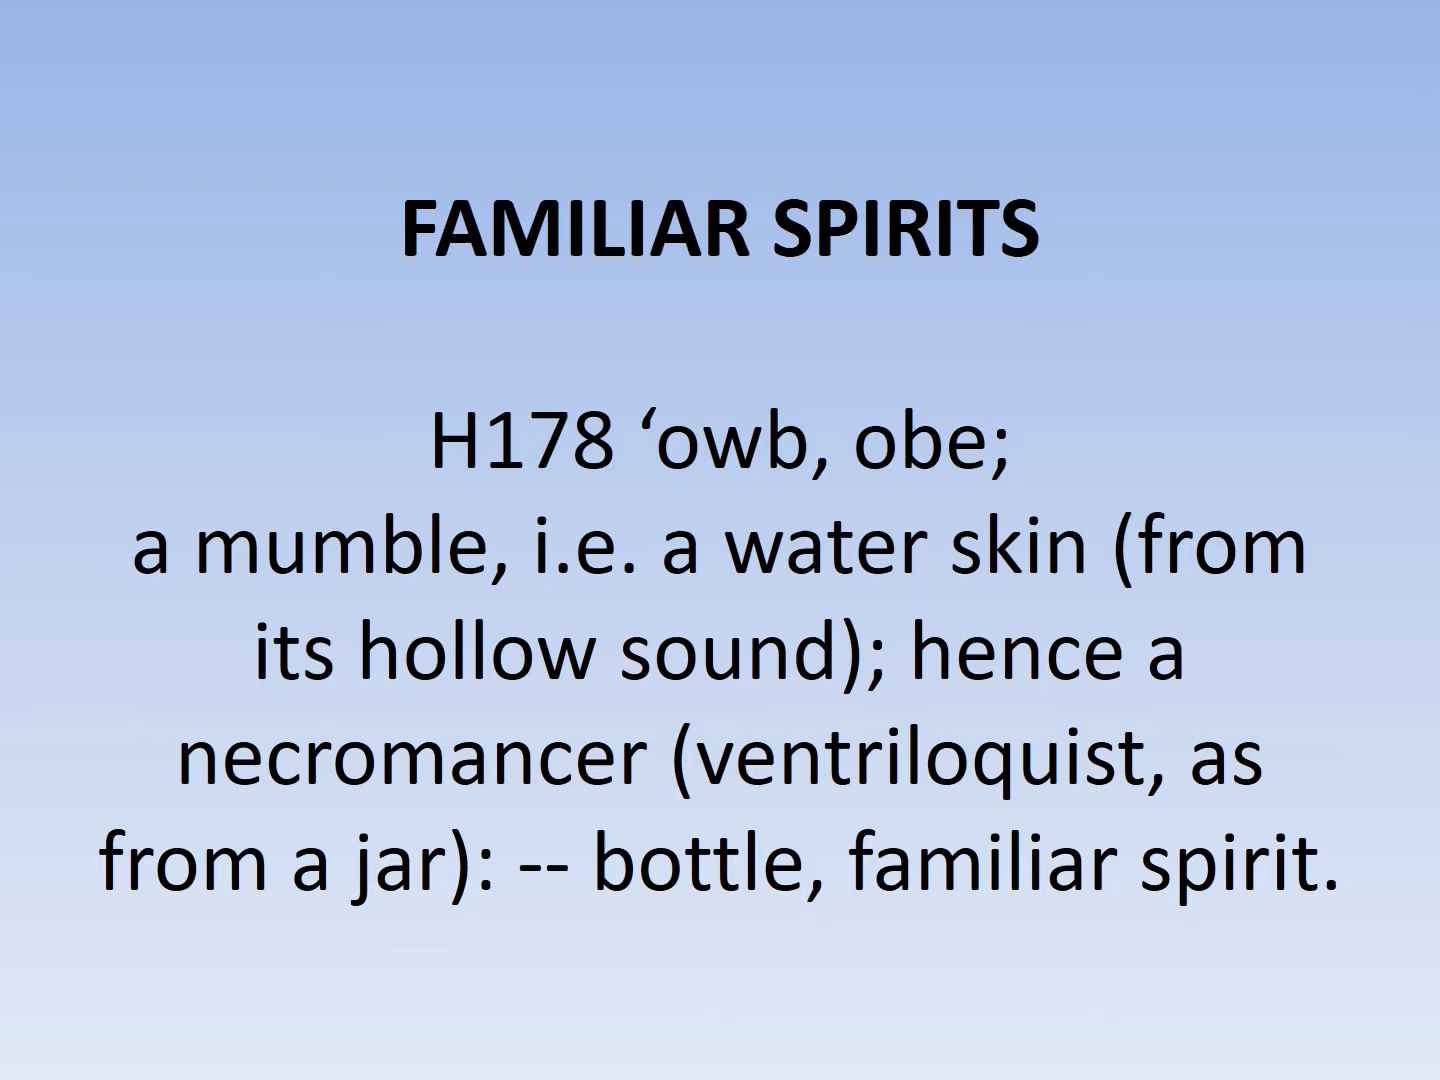 FAMILIAR SPIRITS
H178 ‘owb, obe;
a mumble, i.e. a water skin (from
its hollow sound); hence a
necromancer (ventriloquist, as
from a jar): -- bottle, familiar spirit.